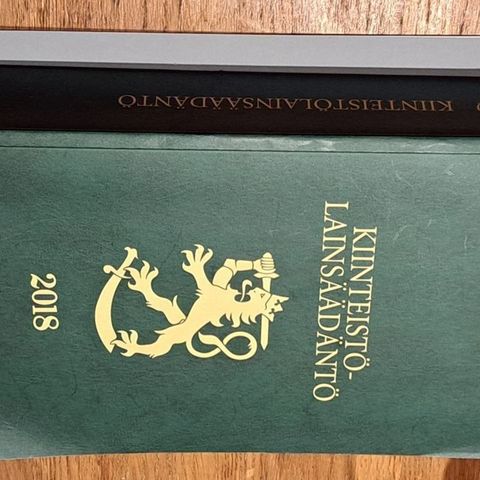 KIINTEISTÖLAINSÄÄDÄNTÖ
KIINTEISTÖ-
LAINSÄÄDÄNTÖ
2018